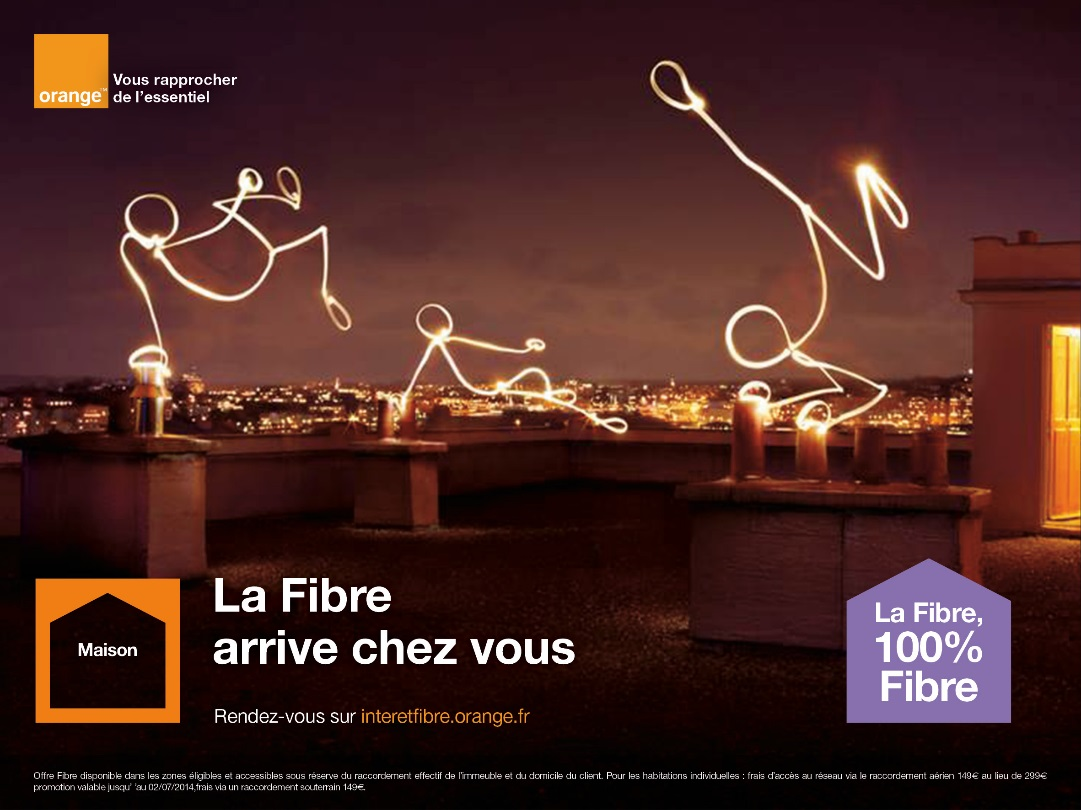 orange™
Vous rapprocher
de l'essentiel
Maison
La Fibre
arrive chez vous
Rendez-vous sur interetfibre.orange.fr
La Fibre,
100%
Fibre
Offre Fibre disponible dans les zones éligibles et accessibles sous réserve du raccordement effectif de l'immeuble et du domicile du client. Pour les habitations individuelles : frais d'accès au réseau via le raccordement aérien 149€ au lieu de 299€
promotion valable jusqu' 'au 02/07/2014,frais via un raccordement souterrain 149€.